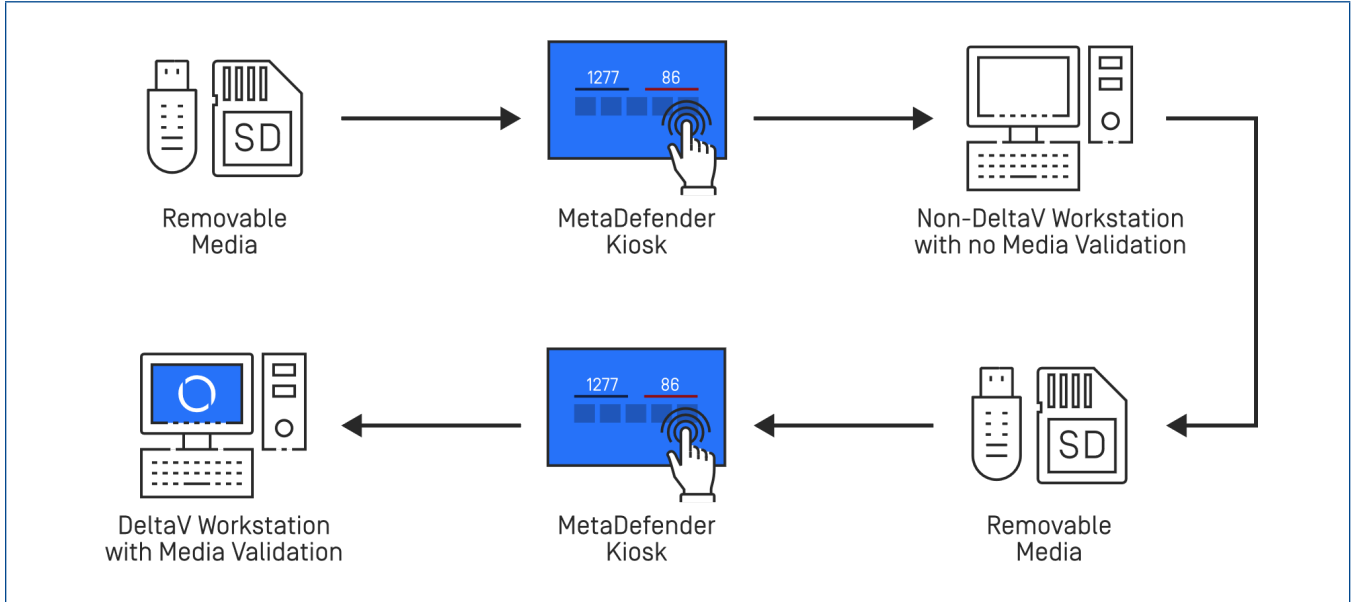 SD
1277 86
Removable
Media
MetaDefender
Kiosk
Non-DeltaV Workstation
with no Media Validation
1277 86
SD
DeltaV Workstation
with Media Validation
MetaDefender
Kiosk
Removable
Media